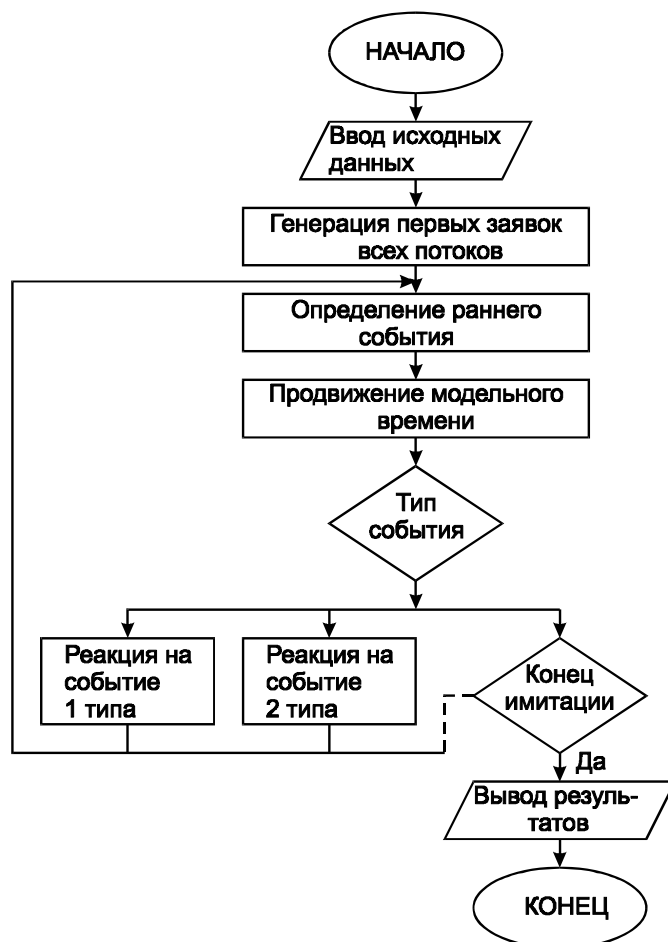 НАЧАЛО
Ввод исходных
данных
Генерация первых заявок
всех потоков
Определение раннего
события
Продвижение модельного
времени
Тип
события
Реакция на
событие
1 типа
Реакция на
событие
2 типа
Конец
имитации
Да
Вывод резуль-
татов
КОНЕЦ